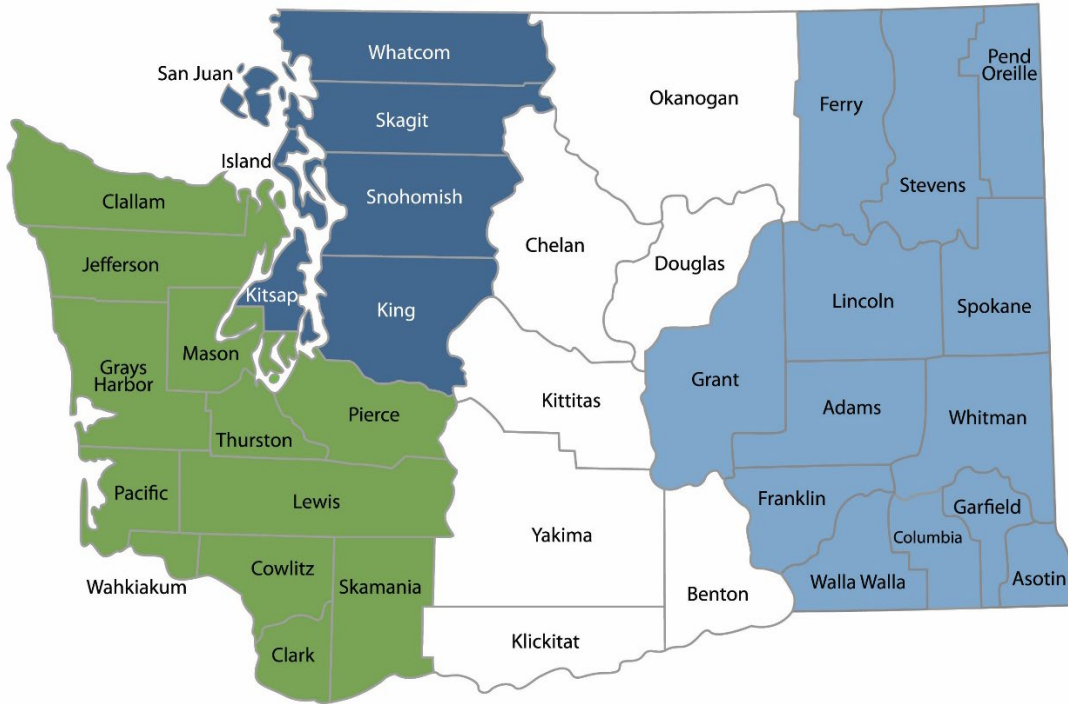 Whatcom
San Juan
Pend
Oreille
Okanogan
Ferry
Skagit
Island
Stevens
Snohomish
Clallam
Chelan
Douglas
Jefferson
Kitsap
King
Lincoln
Spokane
Mason
Grays
Harbor
Grant
Kittitas
Adams
Whitman
Pierce
Thurston
Pacific
Lewis
Franklin
Garfield
Yakima
Columbia
Cowlitz
Skamania
Wahkiakum
Walla Walla
Asotin
Benton
Klickitat
Clark